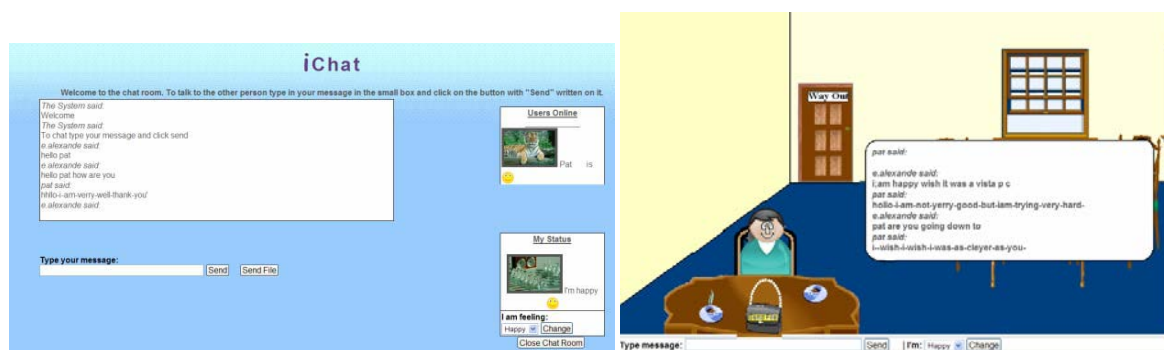 iChat
Welcome to the chat room. To talk to the other person type in your message in the small box and click on the button with "Send" written on it.
The System said:
Welcome
The System said:
To chat type your message and click send
e.alexande said:
hello pat
e.alexande said:
hello pat how are you
pat said:
hhllo-i-am-verry-well-thank-you'
e.alexande said:
Type your message:
Send
Send File
Users Online
Pat is
My Status
I'm happy
I am feeling:
Happy Change
Close Chat Room
Way Out
pat said:
e.alexande said:
i,am happy wish it was a vista p c
pat said:
hollo-i-am-not-yerry-good-but-iam-trying-very-hard-
e.alexande said:
pat are you going down to
pat said:
i--wish-i-wish-i-was-as-cleyer-as-you-
Type message:
Send
I'm: Happy Change